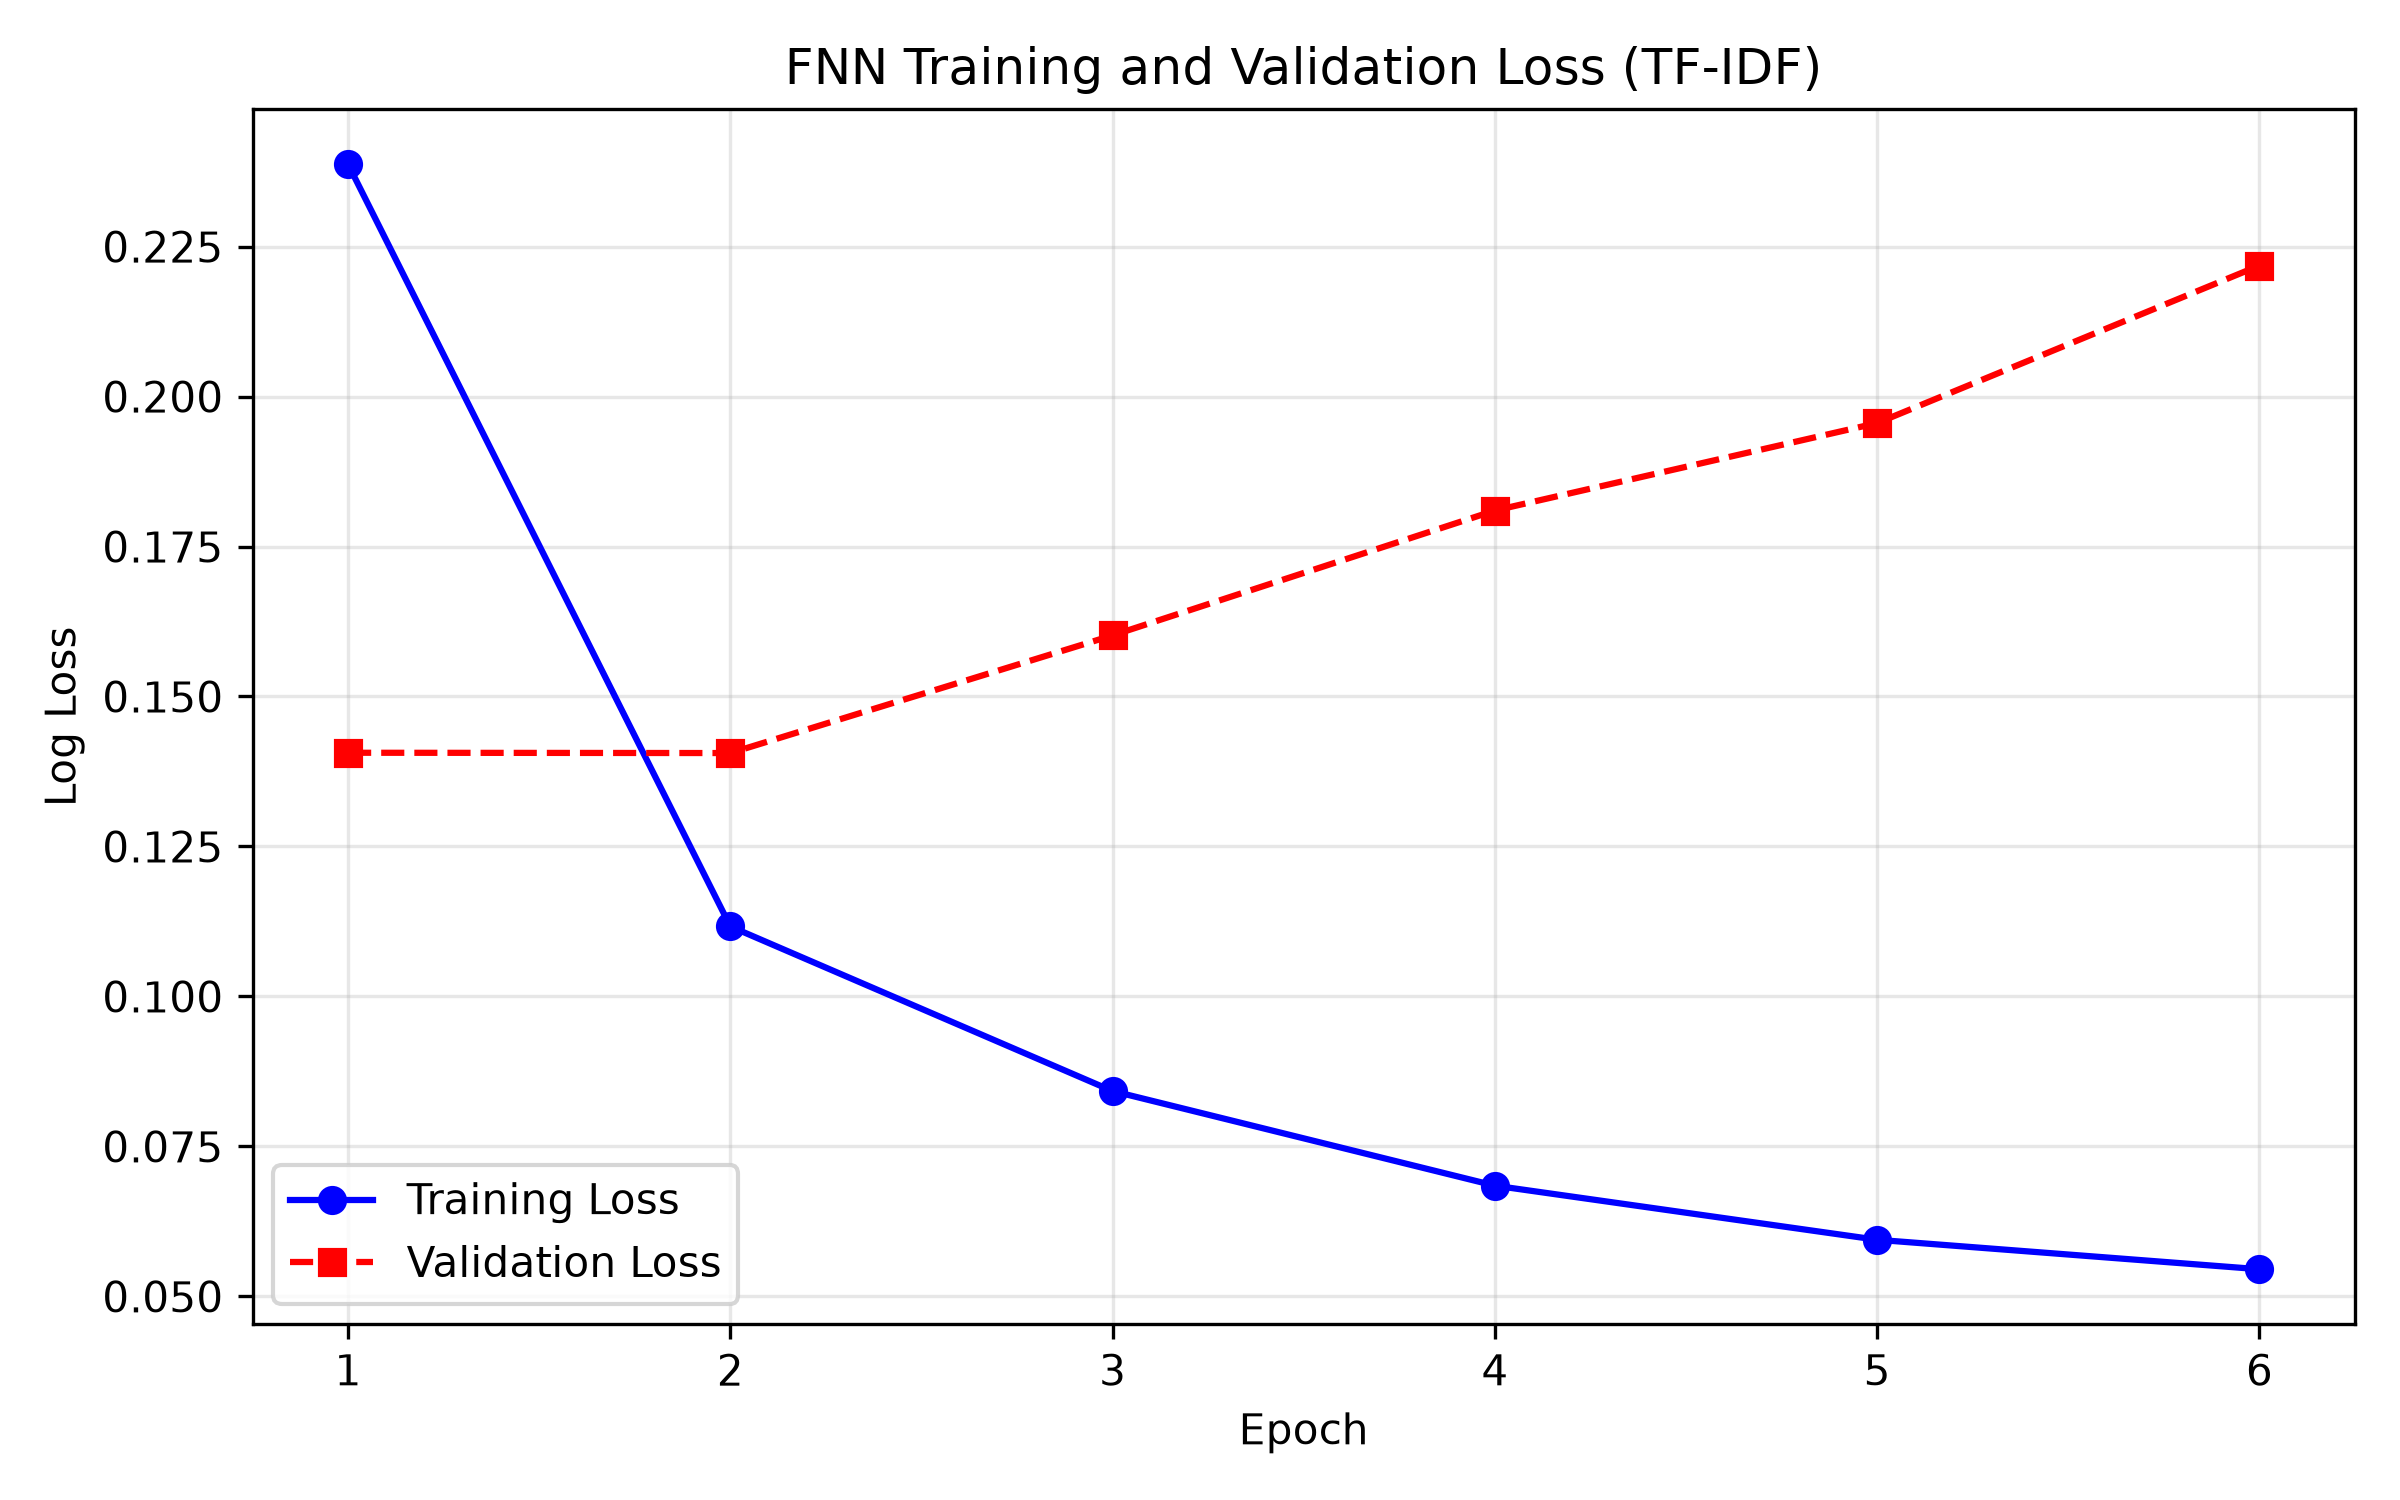 FNN Training and Validation Loss (TF-IDF)
0.225
0.200
0.175
0.150
0.125
0.100
0.075
0.050
Log Loss
Training Loss
Validation Loss
1 2 3 4 5 6
Epoch